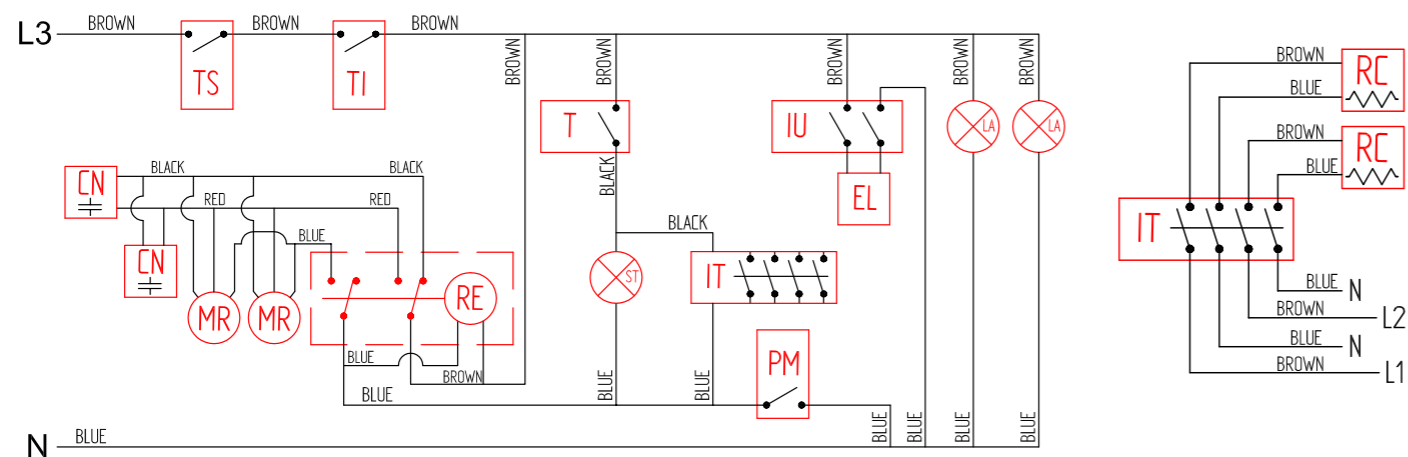 L3 BROWN BROWN BROWN
TS TI
BROWN BROWN BROWN BROWN BROWN
T IU LA LA
BLACK
EL
CN BLACK BLACK
RED RED
BLUE
CN
MR MR RE
BLACK
ST IT
BLUE BROWN
BLUE
PM
BLUE BLUE BLUE BLUE BLUE BLUE
N BLUE
BROWN RC
BLUE
BROWN RC
BLUE
IT
BLUE N
BROWN L2
BLUE N
BROWN L1